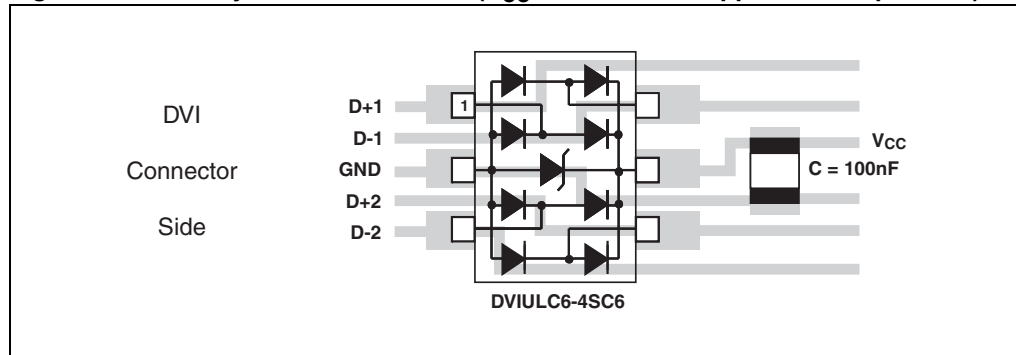 DVI
Connector
Side
D+1
D-1
GND
D+2
D-2
1
VCC
C = 100nF
DVIULC6-4SC6